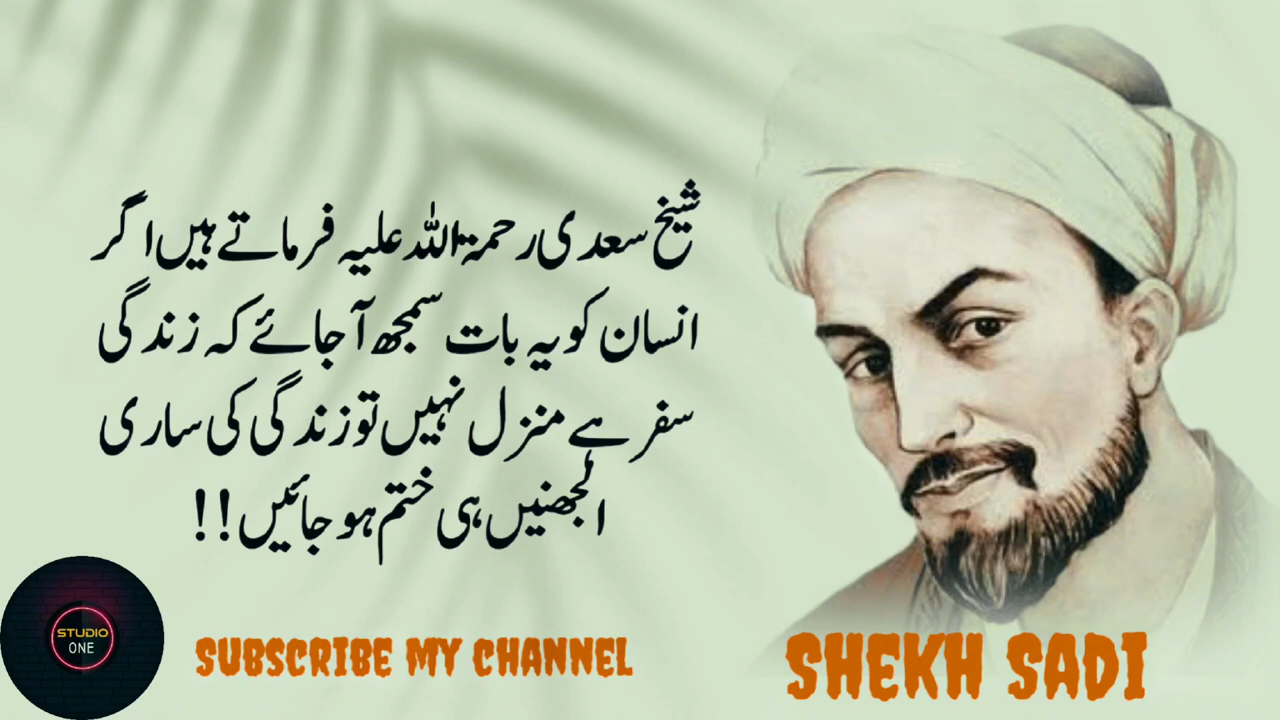 شیخ سعدی رحمۃ اللہ علیہ فرماتے ہیں اگر
انسان کو یہ بات سمجھ آ جائے کہ زندگی
سفر ہے منزل نہیں تو زندگی کی ساری
الجھنیں ہی ختم ہو جائیں !!
STUDIO
ONE
SUBSCRIBE MY CHANNEL
SHEKH SADI